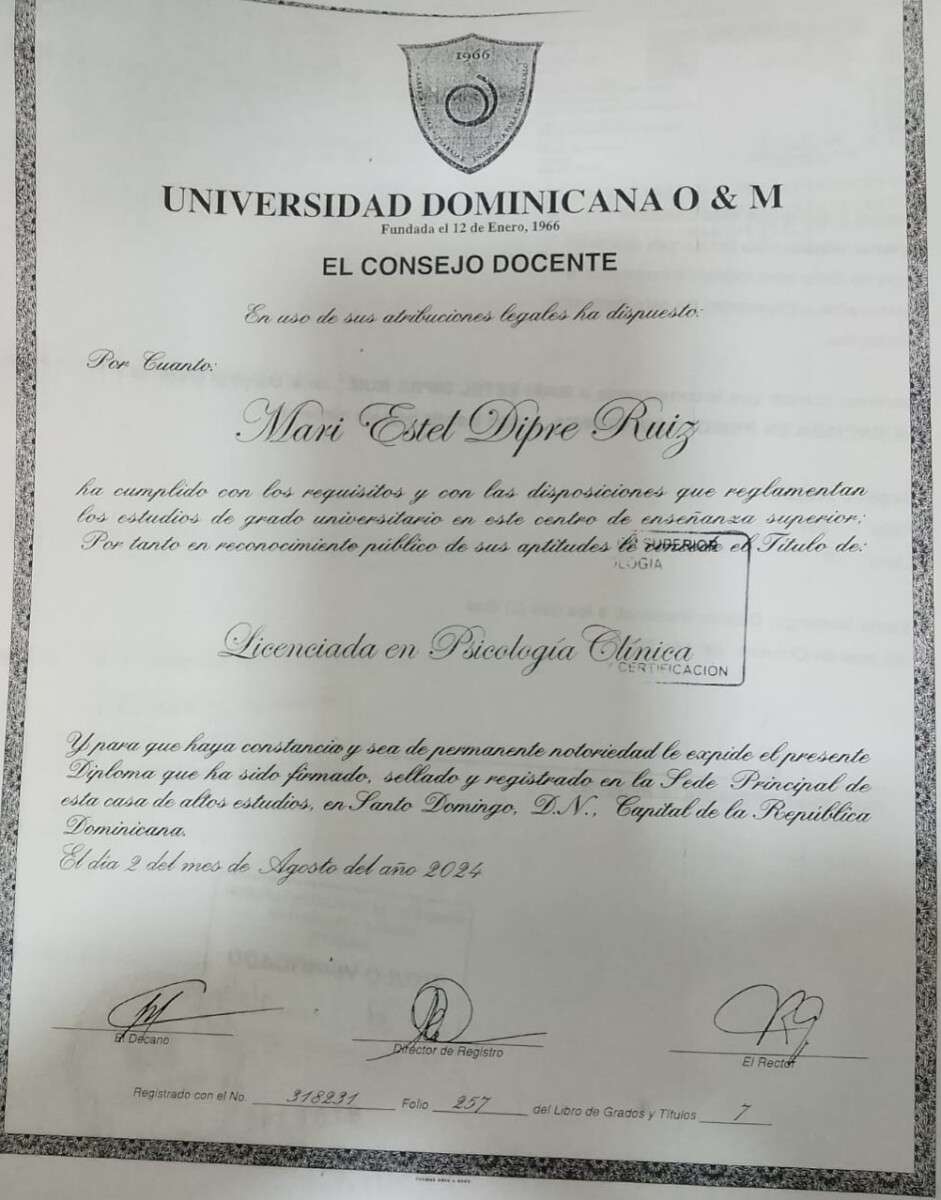 1966
UNIVERSIDAD DOMINICANA O & M
Fundada el 12 de Enero, 1966
EL CONSEJO DOCENTE
En uso de sus atribuciones legales ha dispuesto:
Por Cuanto:
Mari Estel Dipre Ruiz
ha cumplido con los requisitos y con las disposiciones que reglamentan
los estudios de grado universitario en este centro de enseñanza superior;
Por tanto en reconocimiento público de sus aptitudes le concede el Título de:
SUPERIOR
LOGIA
Licenciada en Psicología Clínica
Y CERTIFICACION
Y para que haya constancia y sea de permanente notoriedad le expide el presente
Diploma que ha sido firmado, sellado y registrado en la Sede Principal de
esta casa de altos estudios, en Santo Domingo, D.N., Capital de la República
Dominicana.
El dia 2 del mes de Agosto del año 2024
El Decano
Director de Registro
El Rector
Registrado con el No. 318231 Folio 257 del Libro de Grados y Títulos 7